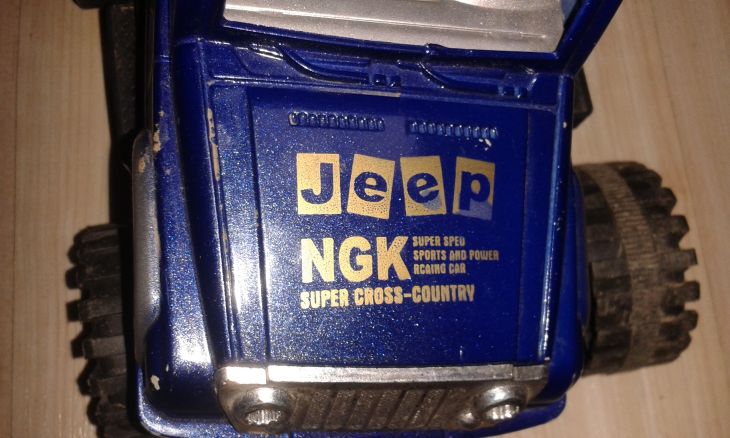 Jeep
NGK
SUPER SPED
SPORTS AND POWER
RCAING CAR
SUPER CROSS-COUNTRY